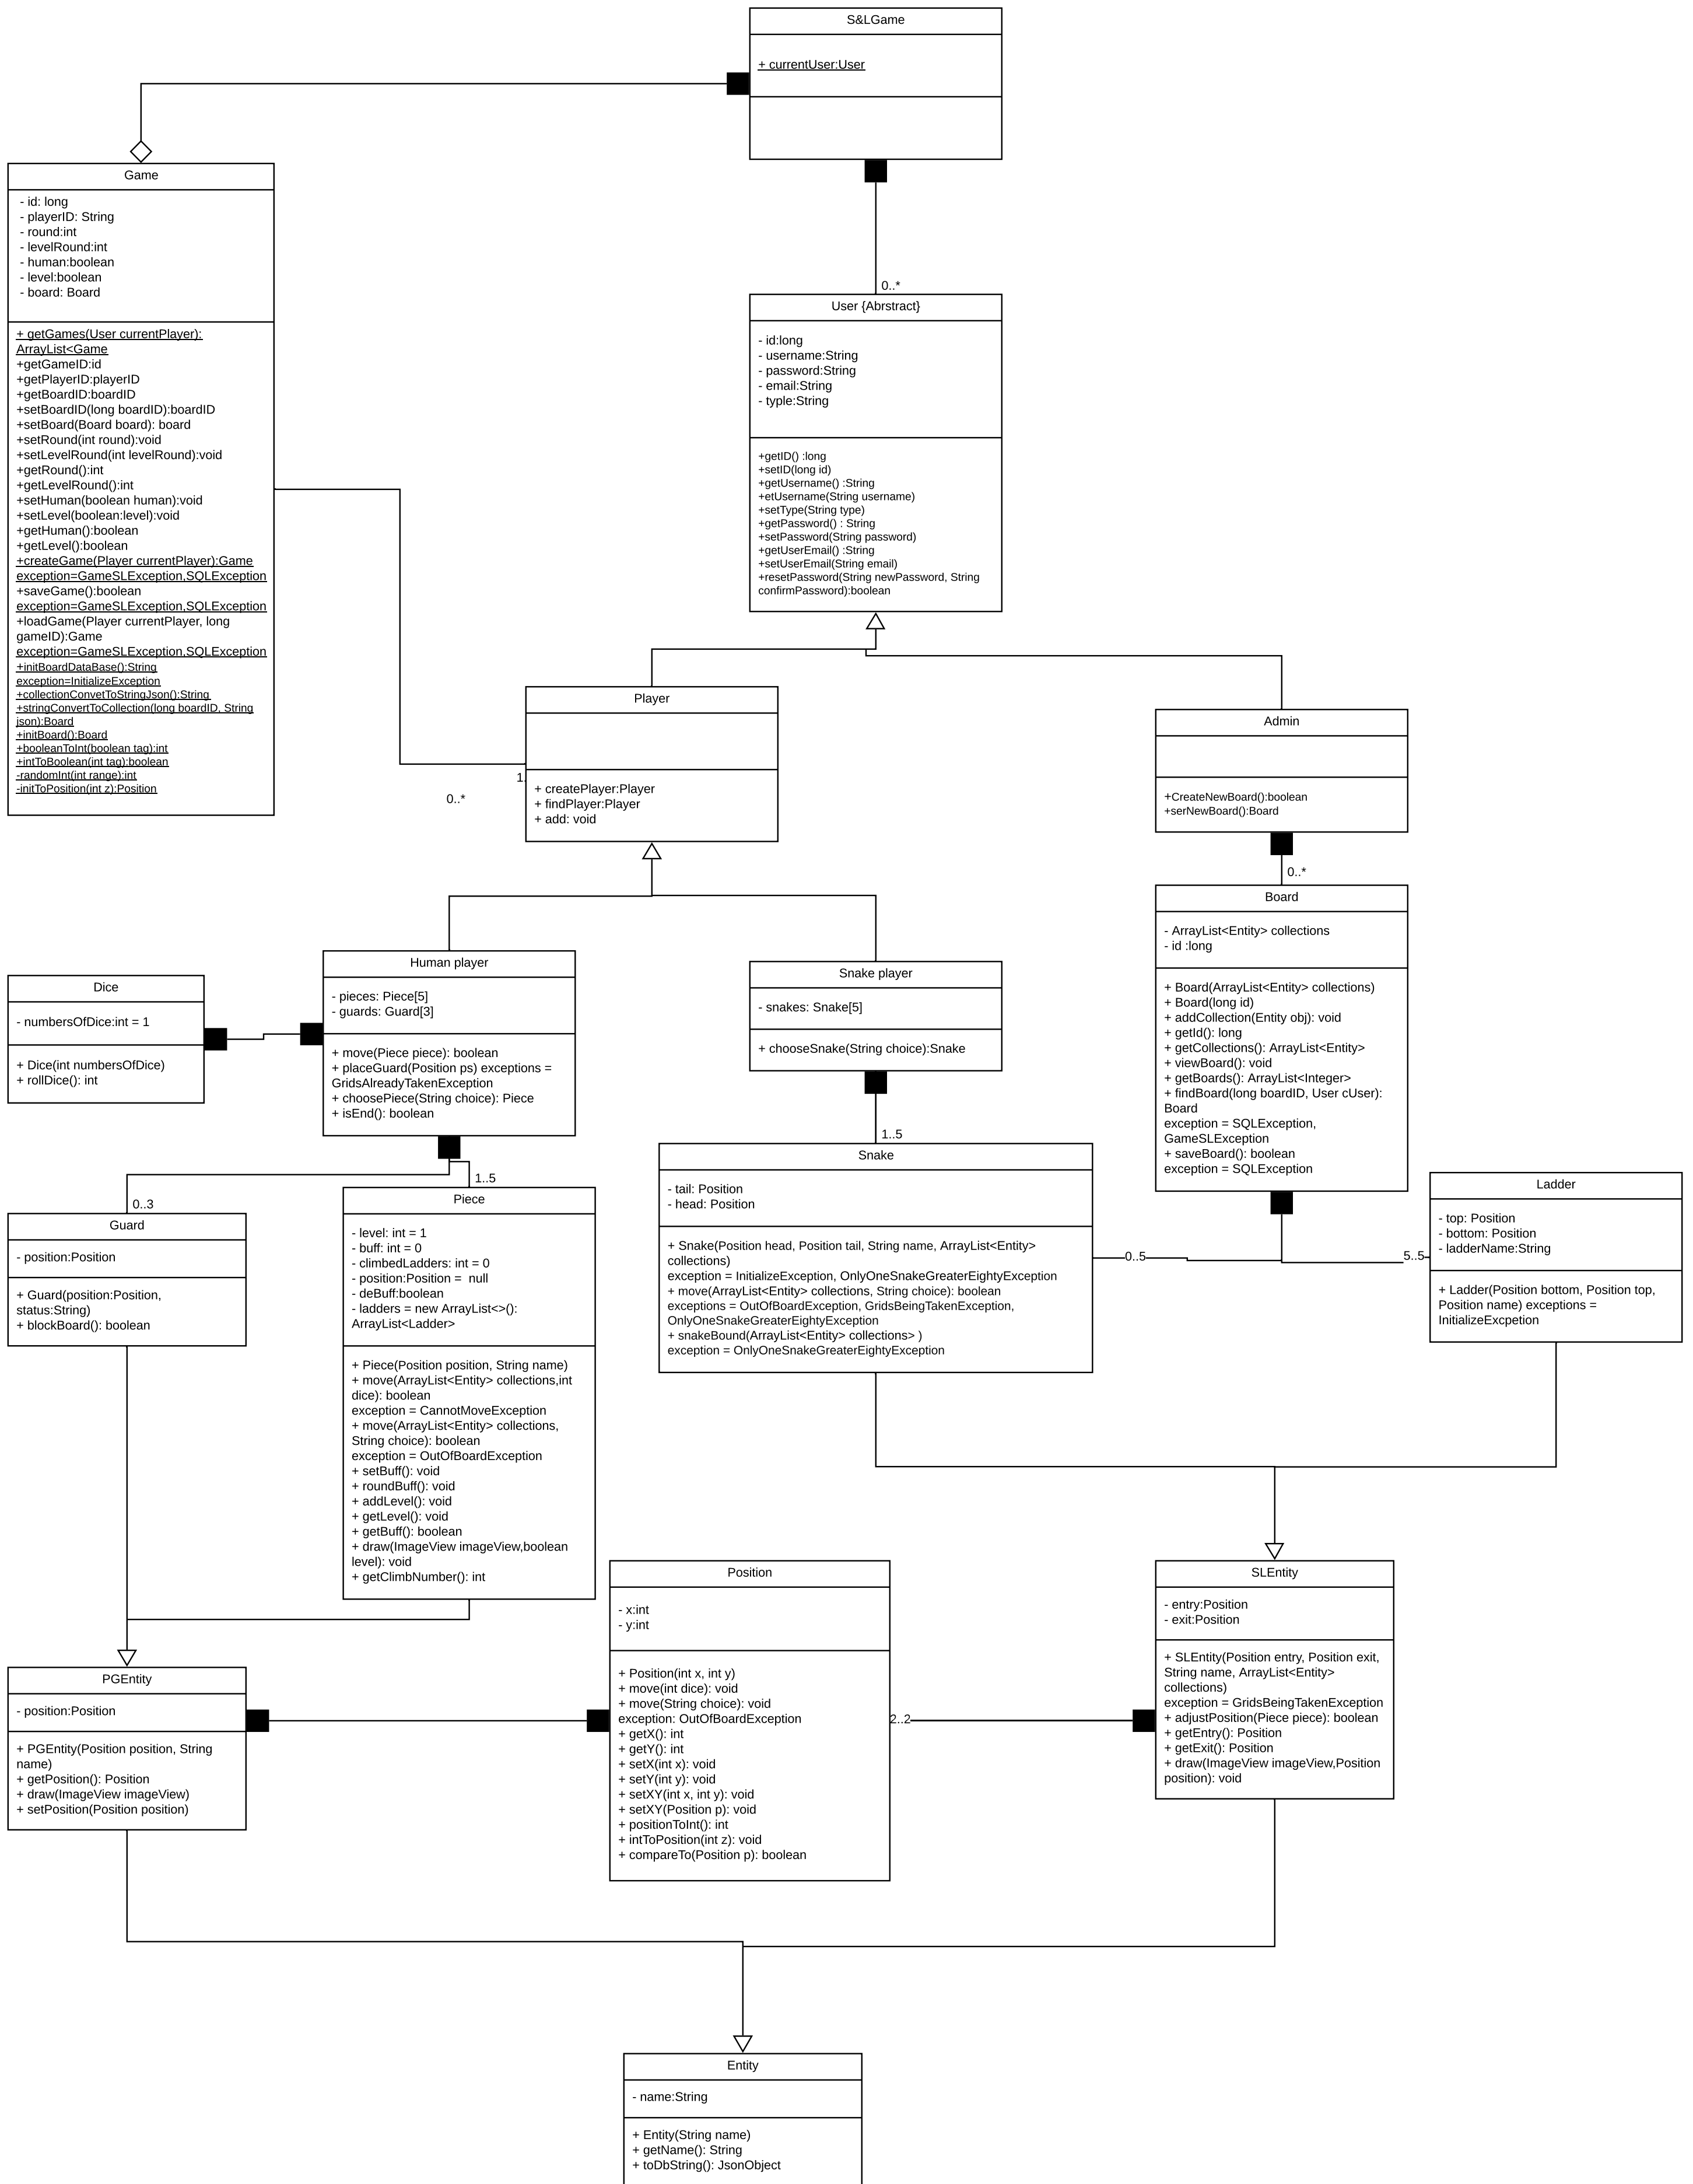 S&LGame
+ currentUser:User
Game
- id: long
- playerID: String
- round:int
- levelRound:int
- human:boolean
- level:boolean
- board: Board
+ getGames(User currentPlayer):
ArrayList<Game
+getGameID:id
+getPlayerID:playerID
+getBoardID:boardID
+setBoardID(long boardID):boardID
+setBoard(Board board): board
+setRound(int round):void
+setLevelRound(int levelRound):void
+getRound():int
+getLevelRound():int
+setHuman(boolean human):void
+setLevel(boolean:level):void
+getHuman():boolean
+getLevel():boolean
+createGame(Player currentPlayer):Game
exception=GameSLException,SQLException
+saveGame():boolean
exception=GameSLException,SQLException
+loadGame(Player currentPlayer, long
gameID):Game
exception=GameSLException,SQLException
+initBoardDataBase():String
exception=InitializeException
+collectionConvetToStringJson():String
+stringConvertToCollection(long boardID, String
json):Board
+initBoard():Board
+booleanToInt(boolean tag):int
+intToBoolean(int tag):boolean
-randomInt(int range):int
-initToPosition(int z):Position
0..*
User {Abrstract}
- id:long
- username:String
- password:String
- email:String
- typle:String
+getID() :long
+setID(long id)
+getUsername() :String
+etUsername(String username)
+setType(String type)
+getPassword() : String
+setPassword(String password)
+getUserEmail() :String
+setUserEmail(String email)
+resetPassword(String newPassword, String
confirmPassword):boolean
1.
0..*
Player
+ createPlayer:Player
+ findPlayer:Player
+ add: void
Admin
+CreateNewBoard():boolean
+serNewBoard():Board
0..*
Board
- ArrayList<Entity> collections
- id :long
+ Board(ArrayList<Entity> collections)
+ Board(long id)
+ addCollection(Entity obj): void
+ getId(): long
+ getCollections(): ArrayList<Entity>
+ viewBoard(): void
+ getBoards(): ArrayList<Integer>
+ findBoard(long boardID, User cUser):
Board
exception = SQLException,
GameSLException
+ saveBoard(): boolean
exception = SQLException
Dice
- numbersOfDice:int = 1
+ Dice(int numbersOfDice)
+ rollDice(): int
Human player
- pieces: Piece[5]
- guards: Guard[3]
+ move(Piece piece): boolean
+ placeGuard(Position ps) exceptions =
GridsAlreadyTakenException
+ choosePiece(String choice): Piece
+ isEnd(): boolean
Snake player
- snakes: Snake[5]
+ chooseSnake(String choice):Snake
0..3
1..5
1..5
Guard
- position:Position
+ Guard(position:Position,
status:String)
+ blockBoard(): boolean
Piece
- level: int = 1
- buff: int = 0
- climbedLadders: int = 0
- position:Position =  null
- deBuff:boolean
- ladders = new ArrayList<>():
ArrayList<Ladder>
+ Piece(Position position, String name)
+ move(ArrayList<Entity> collections,int
dice): boolean
exception = CannotMoveException
+ move(ArrayList<Entity> collections,
String choice): boolean
exception = OutOfBoardException
+ setBuff(): void
+ roundBuff(): void
+ addLevel(): void
+ getLevel(): void
+ getBuff(): boolean
+ draw(ImageView imageView,boolean
level): void
+ getClimbNumber(): int
Snake
- tail: Position
- head: Position
+ Snake(Position head, Position tail, String name, ArrayList<Entity>
collections)
exception = InitializeException, OnlyOneSnakeGreaterEightyException
+ move(ArrayList<Entity> collections, String choice): boolean
exceptions = OutOfBoardException, GridsBeingTakenException,
OnlyOneSnakeGreaterEightyException
+ snakeBound(ArrayList<Entity> collections> )
exception = OnlyOneSnakeGreaterEightyException
0..5
5..5
Ladder
- top: Position
- bottom: Position
- ladderName:String
+ Ladder(Position bottom, Position top,
Position name) exceptions =
InitializeExcpetion
PGEntity
- position:Position
+ PGEntity(Position position, String
name)
+ getPosition(): Position
+ draw(ImageView imageView)
+ setPosition(Position position)
Position
- x:int
- y:int
+ Position(int x, int y)
+ move(int dice): void
+ move(String choice): void
exception: OutOfBoardException
+ getX(): int
+ getY(): int
+ setX(int x): void
+ setY(int y): void
+ setXY(int x, int y): void
+ setXY(Position p): void
+ positionToInt(): int
+ intToPosition(int z): void
+ compareTo(Position p): boolean
2..2
SLEntity
- entry:Position
- exit:Position
+ SLEntity(Position entry, Position exit,
String name, ArrayList<Entity>
collections)
exception = GridsBeingTakenException
+ adjustPosition(Piece piece): boolean
+ getEntry(): Position
+ getExit(): Position
+ draw(ImageView imageView,Position
position): void
Entity
- name:String
+ Entity(String name)
+ getName(): String
+ toDbString(): JsonObject